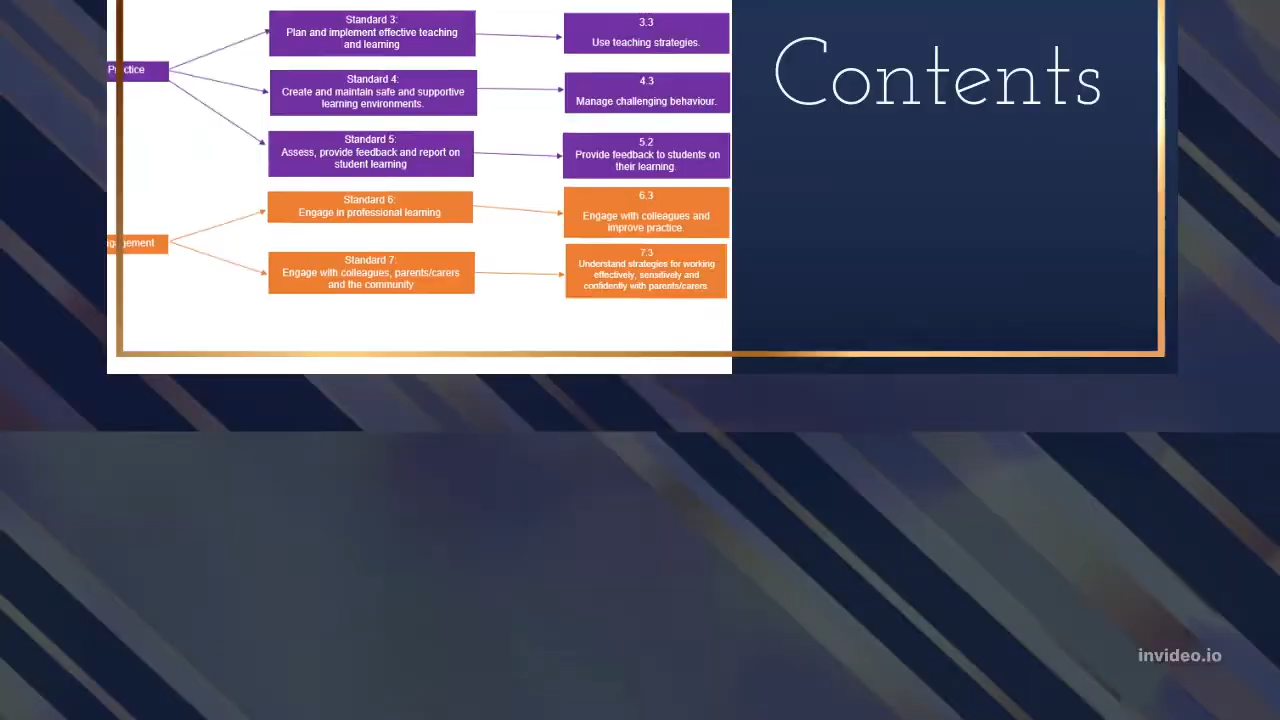 Standard 3:
Plan and implement effective teaching
and learning
3.3
Use teaching strategies.
Contents
Practice
Standard 4:
Create and maintain safe and supportive
learning environments.
4.3
Manage challenging behaviour.
Standard 5:
Assess, provide feedback and report on
student learning
5.2
Provide feedback to students on
their learning.
Standard 6:
Engage in professional learning
6.3
Engage with colleagues and
improve practice.
Standard 7:
Engage with colleagues, parents/carers
and the community
7.3
Understand strategies for working
effectively, sensitively and
confidently with parents/carers
invideo.io